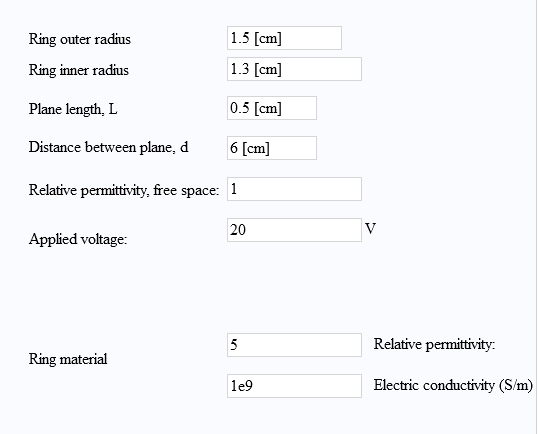 Ring outer radius 1.5 [cm]
Ring inner radius 1.3 [cm]
Plane length, L 0.5 [cm]
Distance between plane, d 6 [cm]
Relative permittivity, free space: 1
Applied voltage: 20 V
5 Relative permittivity:
Ring material
1e9 Electric conductivity (S/m)